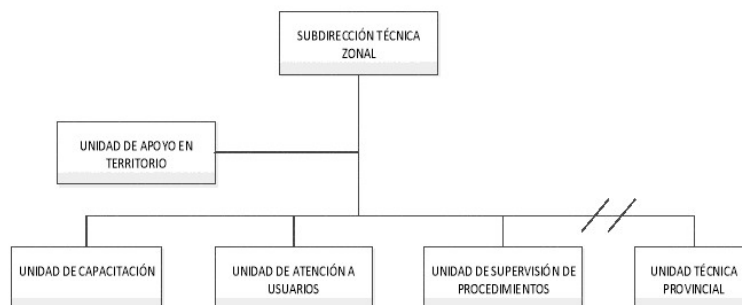 SUBDIRECCIÓN TÉCNICA
ZONAL
UNIDAD DE APOYO EN
TERRITORIO
UNIDAD DE CAPACITACIÓN
UNIDAD DE ATENCIÓN A
USUARIOS
UNIDAD DE SUPERVISIÓN DE
PROCEDIMIENTOS
UNIDAD TÉCNICA
PROVINCIAL